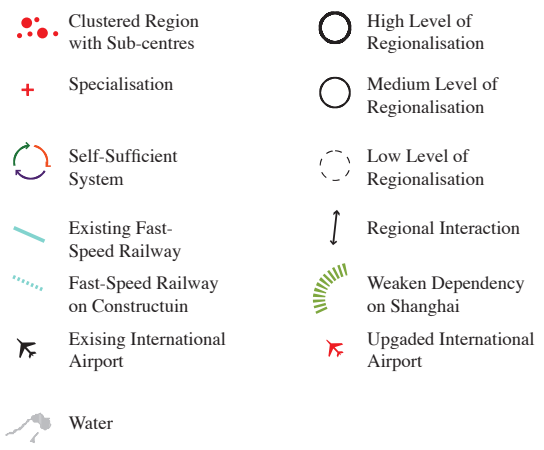 Clustered Region
with Sub-centres
Specialisation
Self-Sufficient
System
Existing Fast-
Speed Railway
Fast-Speed Railway
on Constructuin
Exising International
Airport
Water
High Level of
Regionalisation
Medium Level of
Regionalisation
Low Level of
Regionalisation
Regional Interaction
Weaken Dependency
on Shanghai
Upgaded International
Airport